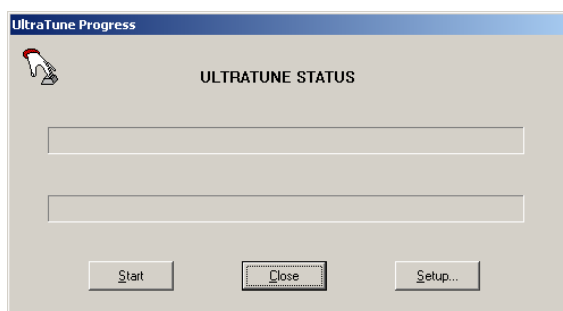 UltraTune Progress
ULTRATUNE STATUS
Start Close Setup...